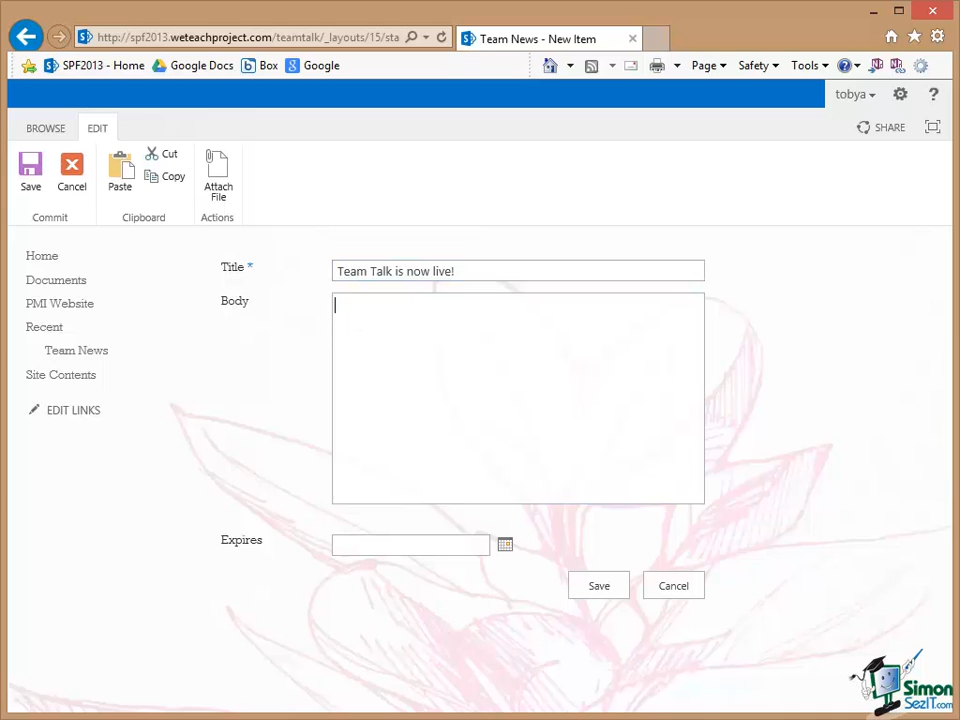 http://spf2013.weteachproject.com/teamtalk/_layouts/15/sta
Team News - New Item
SPF2013 - Home
Google Docs
Box
Google
Page
Safety
Tools
tobya
?
BROWSE
EDIT
SHARE
Save
Cancel
Paste
Cut
Copy
Attach
File
Commit
Clipboard
Actions
Home
Documents
PMI Website
Recent
Team News
Site Contents
EDIT LINKS
Title *
Team Talk is now live!
Body
Expires
Save
Cancel
Simon
SezIT.com